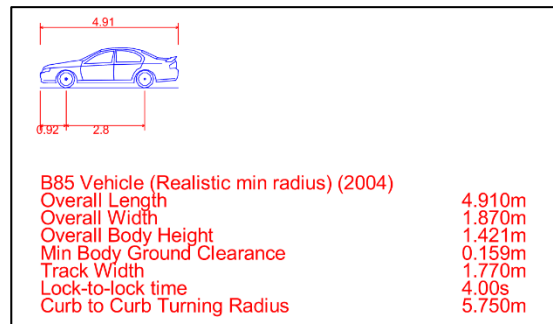 4.91
0.92 2.8
B85 Vehicle (Realistic min radius) (2004)
Overall Length 4.910m
Overall Width 1.870m
Overall Body Height 1.421m
Min Body Ground Clearance 0.159m
Track Width 1.770m
Lock-to-lock time 4.00s
Curb to Curb Turning Radius 5.750m